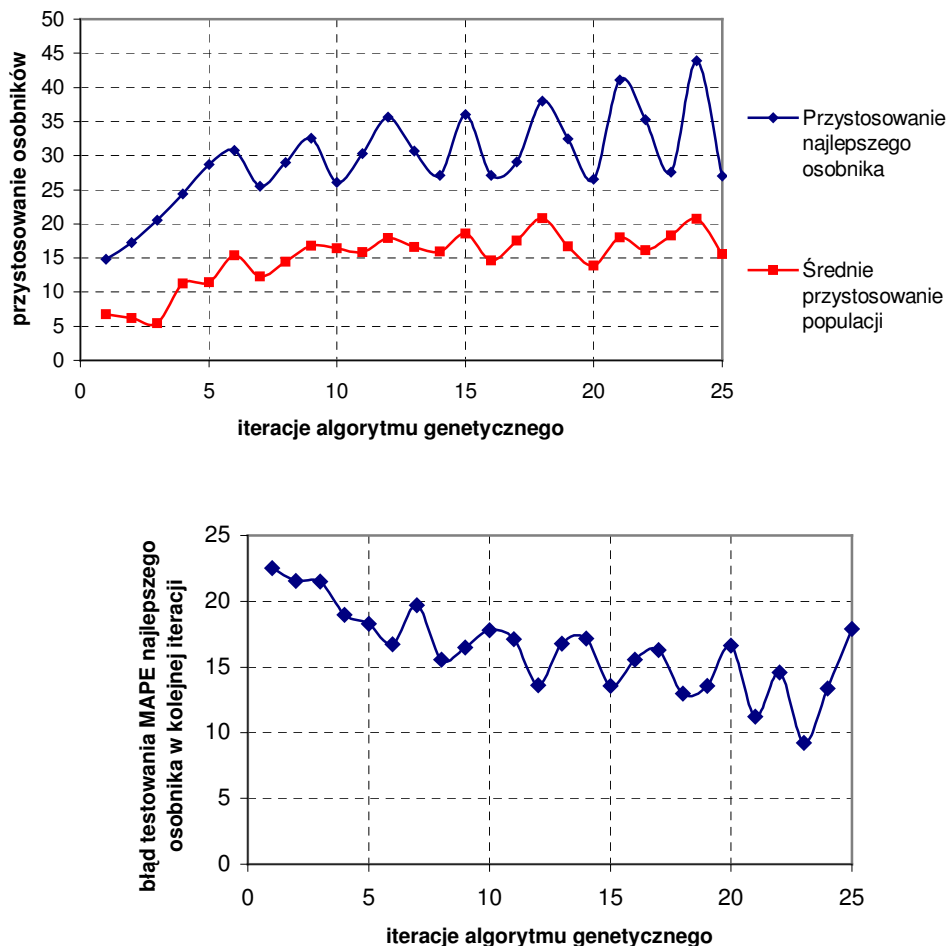 50
45
40
35
30
25
20
15
10
5
0
przystosowanie osobników
0 5 10 15 20 25
iteracje algorytmu genetycznego
Przystosowanie
najlepszego
osobnika
Średnie
przystosowanie
populacji
25
20
15
10
5
0
błąd testowania MAPE najlepszego
osobnika w kolejnej iteracji
0 5 10 15 20 25
iteracje algorytmu genetycznego